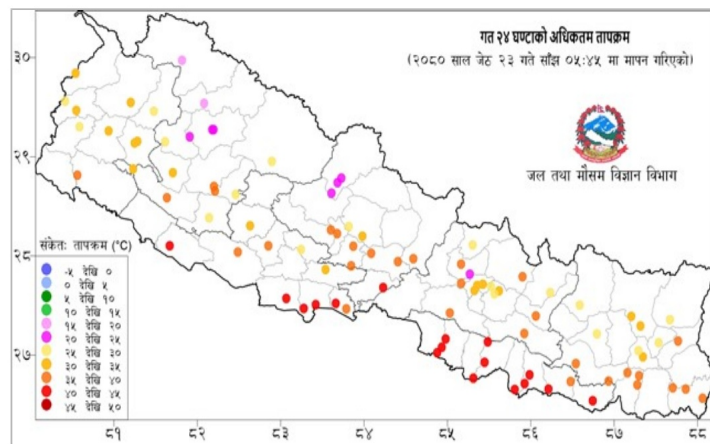 गत २४ घण्टाको अधिकतम तापक्रम
(२०८० साल जेठ २३ गते साँझ ०५:४५ मा मापन गरिएको)
जल तथा मौसम विज्ञान विभाग
३०
२९
२८
२७
संकेतः तापक्रम (°C)
-५ देखि ०
० देखि ५
५ देखि १०
१० देखि १५
१५ देखि २०
२० देखि २५
२५ देखि ३०
३० देखि ३५
३५ देखि ४०
४० देखि ४५
४५ देखि ५०
८१ ८२ ८३ ८४ ८५ ८६ ८७ ८८